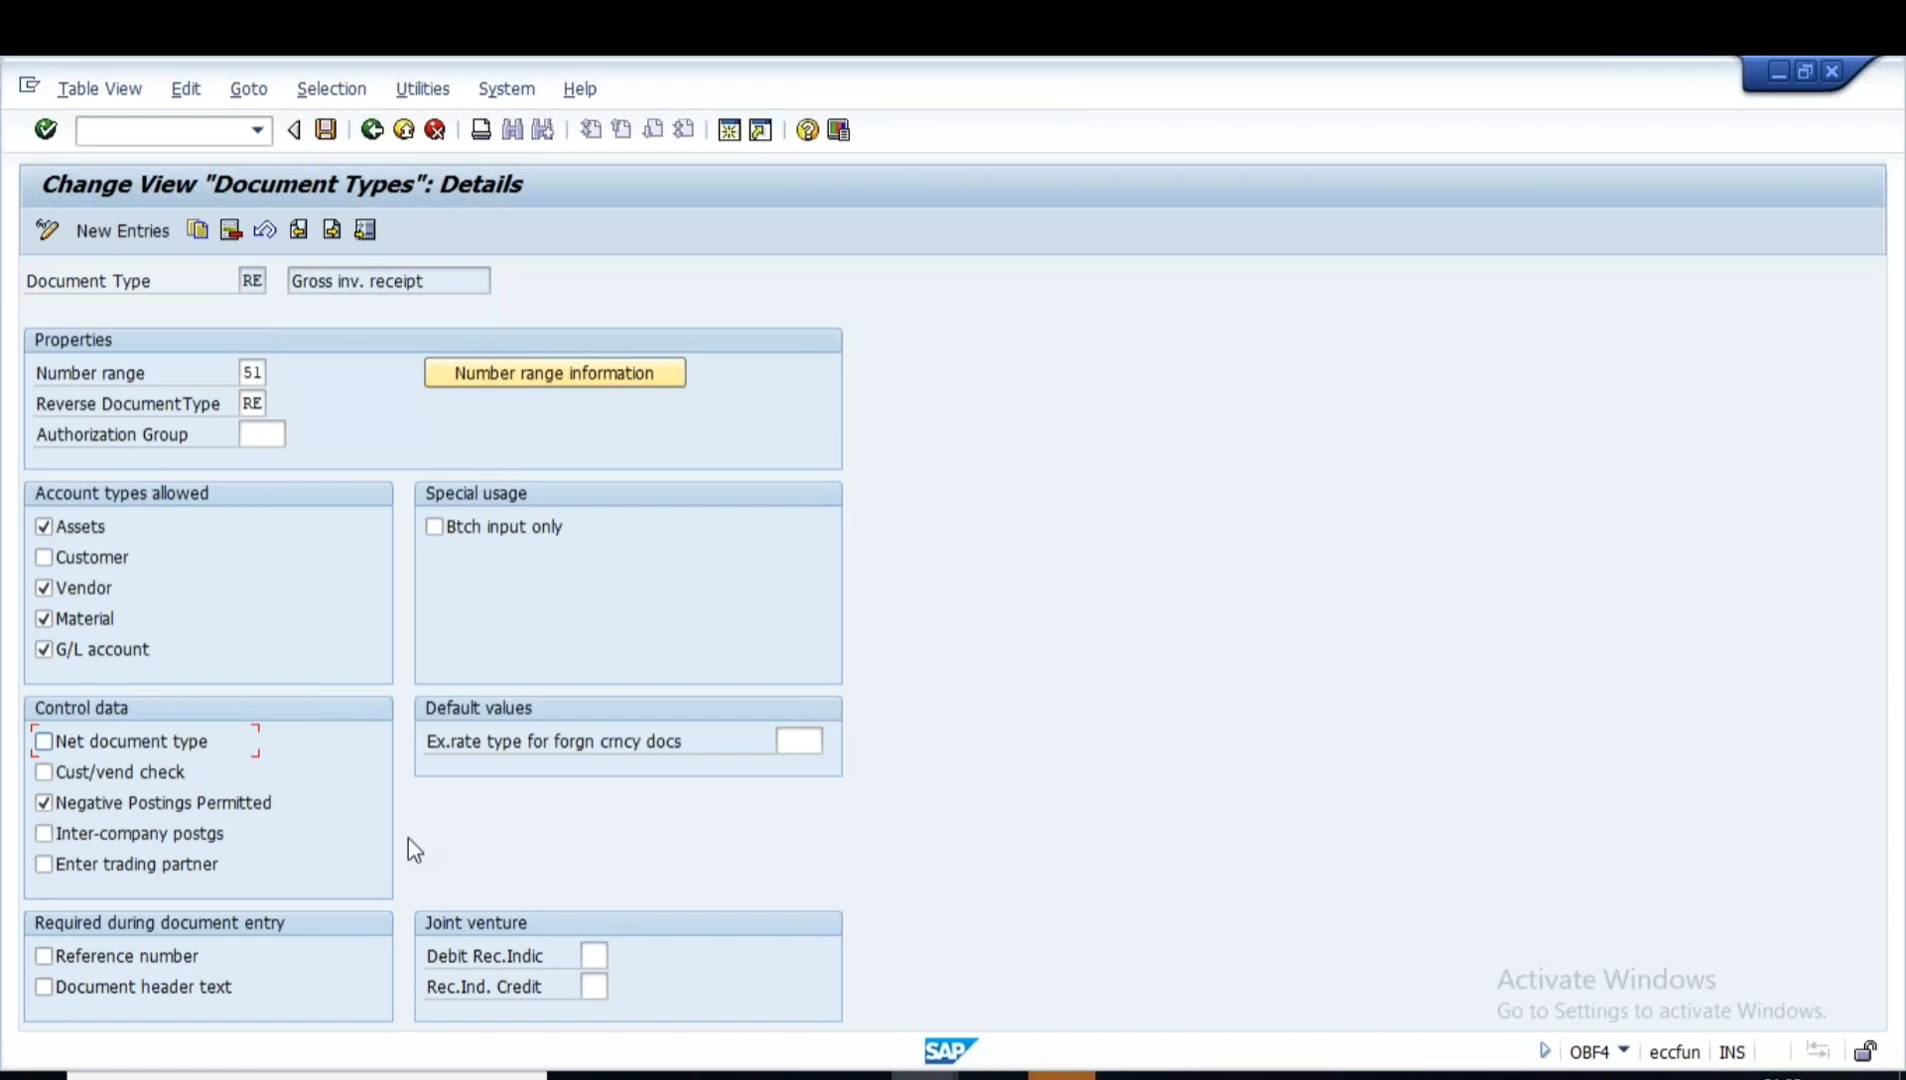 Table View Edit Goto Selection Utilities System Help
Change View "Document Types": Details
New Entries
Document Type RE Gross inv. receipt
Properties
Number range 51 Number range information
Reverse DocumentType RE
Authorization Group
Account types allowed Special usage
Assets Btch input only
Customer
Vendor
Material
G/L account
Control data Default values
Net document type Ex.rate type for forgn crncy docs
Cust/vend check
Negative Postings Permitted
Inter-company postgs
Enter trading partner
Required during document entry Joint venture
Reference number Debit Rec.Indic
Document header text Rec.Ind. Credit
Activate Windows
Go to Settings to activate Windows.
SAP OBF4 eccfun INS